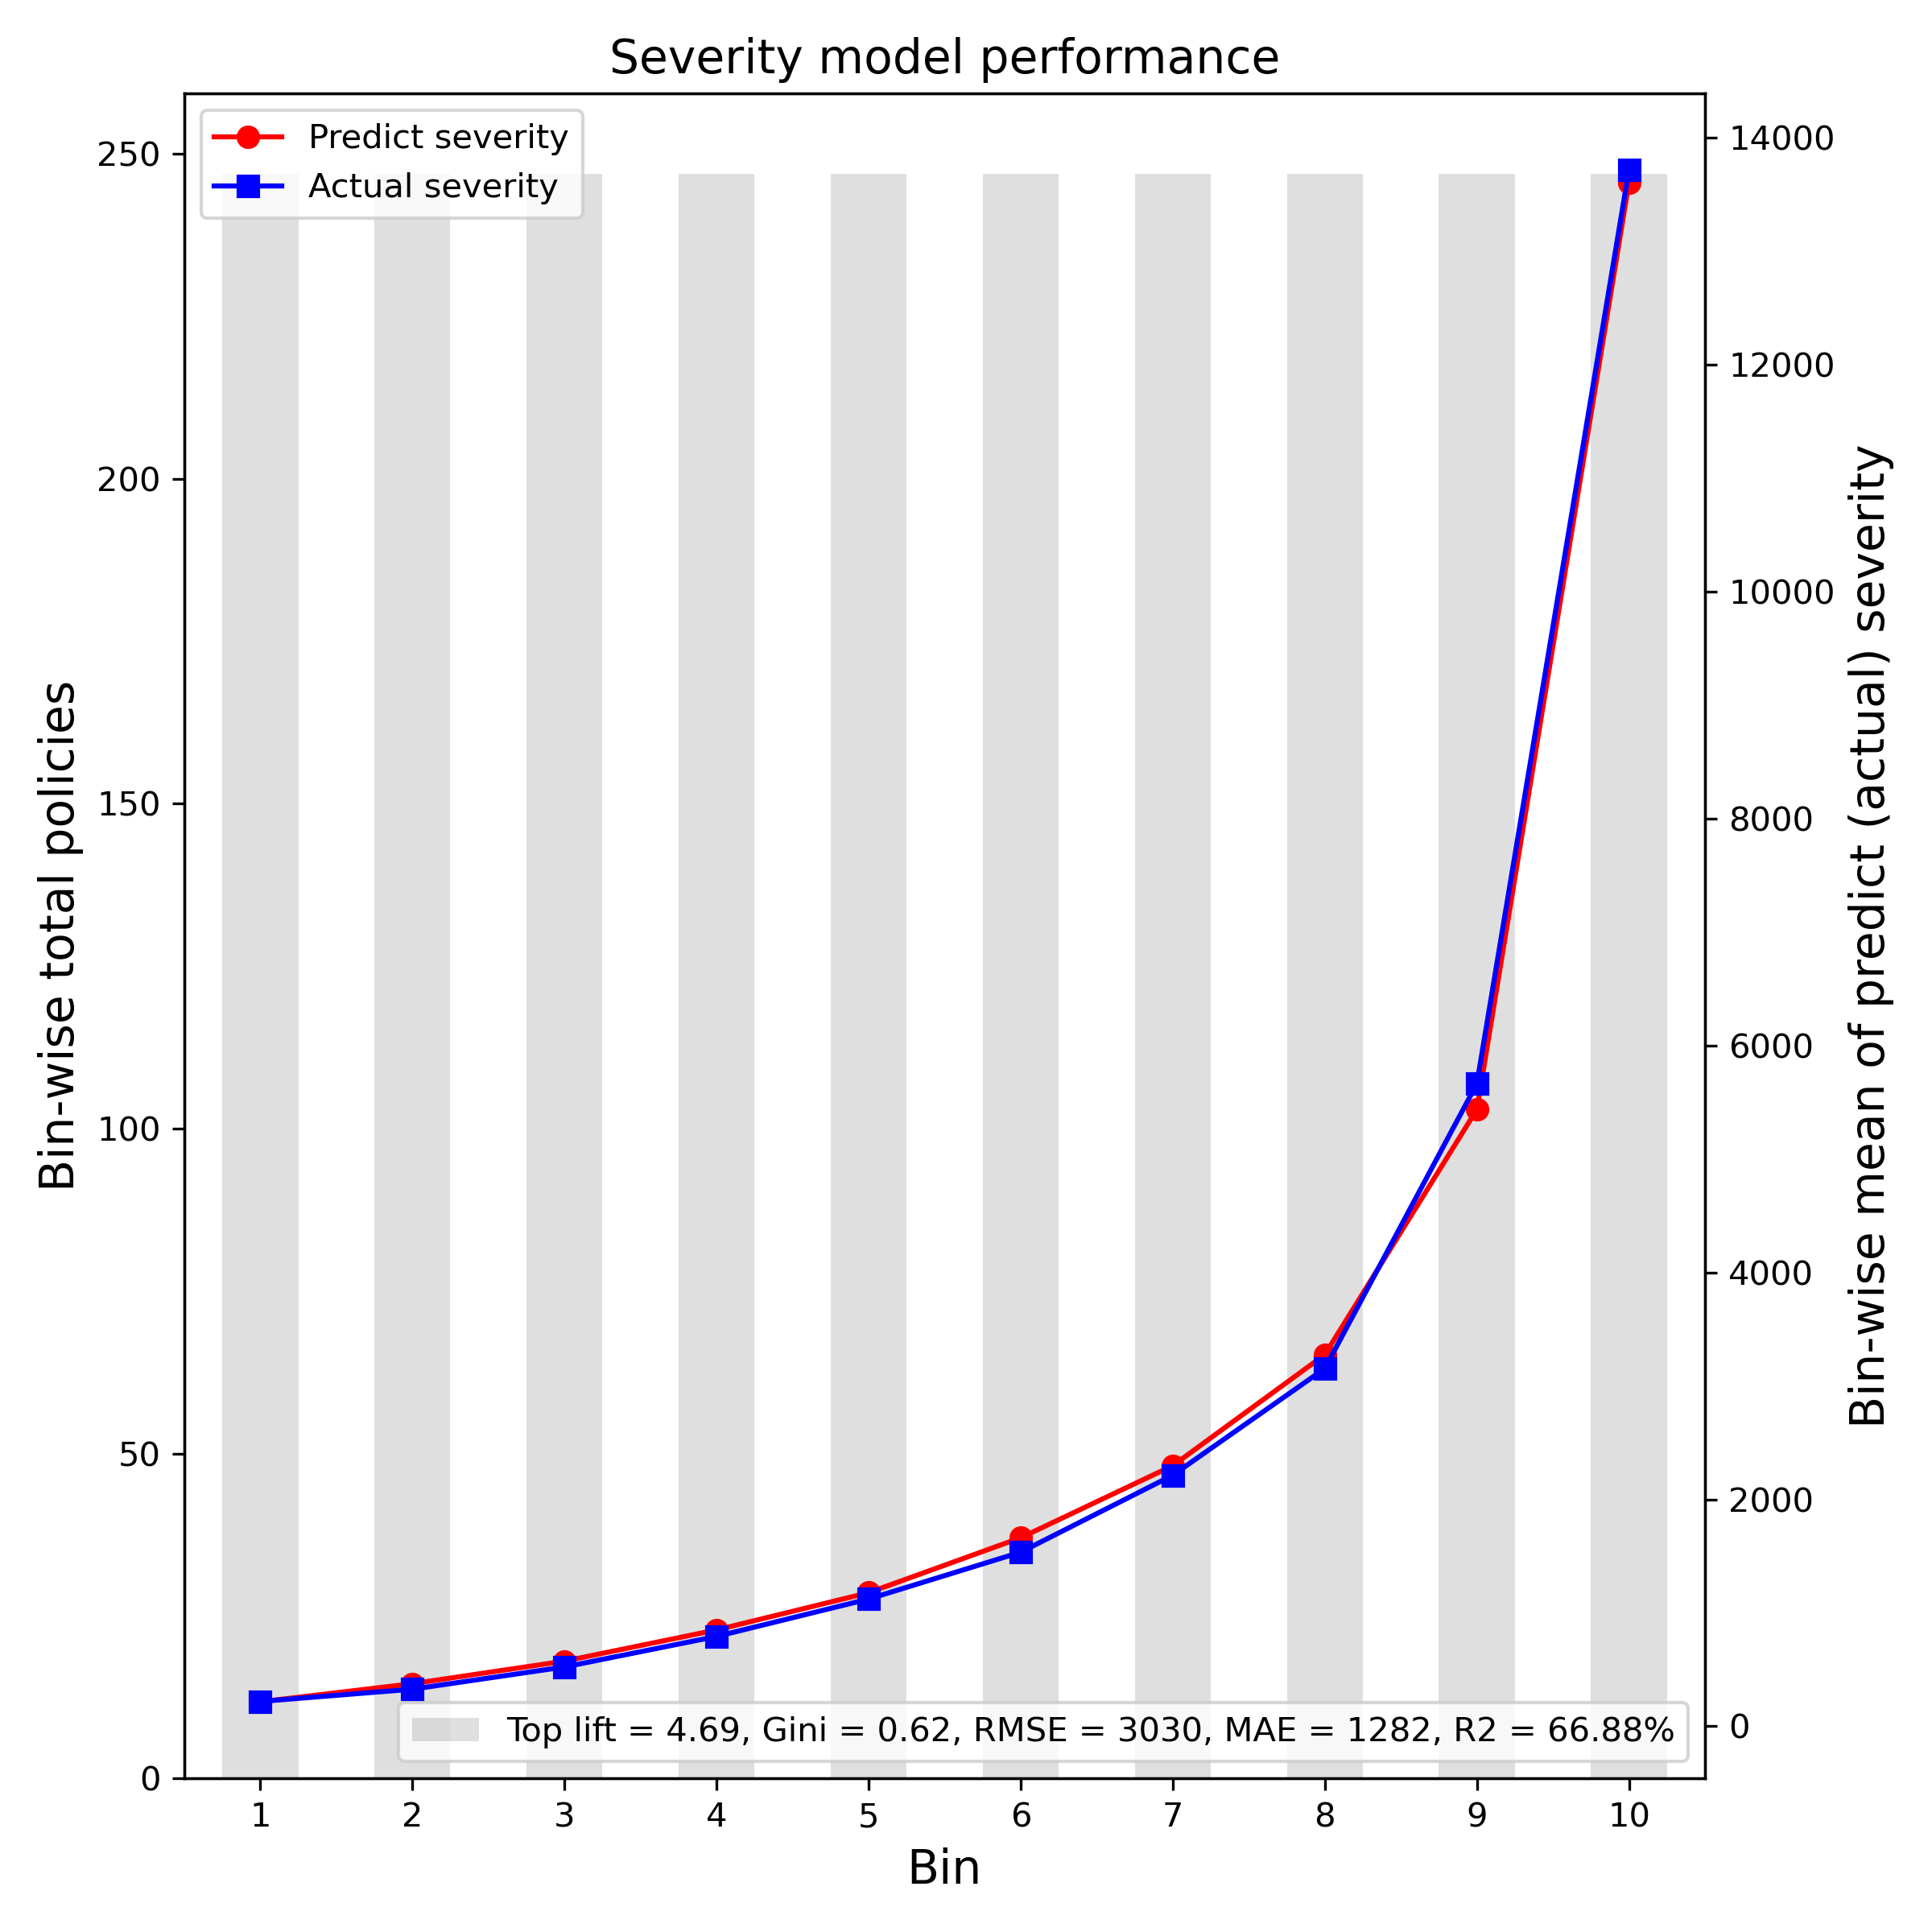 Severity model performance
Predict severity
Actual severity
250
200
150
100
50
0
Bin-wise total policies
14000
12000
10000
8000
6000
4000
2000
0
Bin-wise mean of predict (actual) severity
Top lift = 4.69, Gini = 0.62, RMSE = 3030, MAE = 1282, R2 = 66.88%
1 2 3 4 5 6 7 8 9 10
Bin